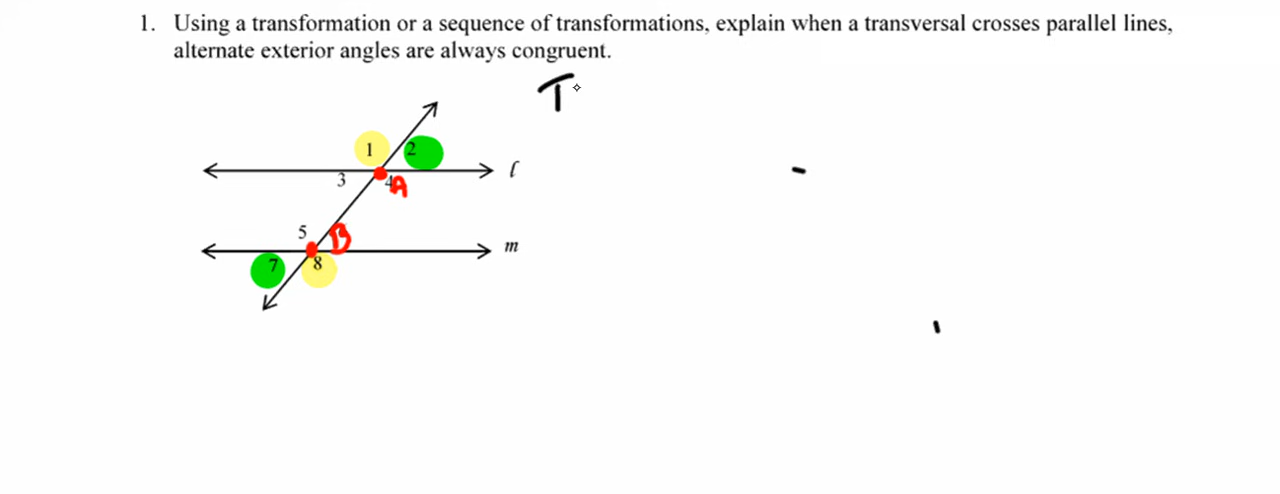 1. Using a transformation or a sequence of transformations, explain when a transversal crosses parallel lines,
alternate exterior angles are always congruent.
T
1 2
l
3 4 A
5 B
m
7 8